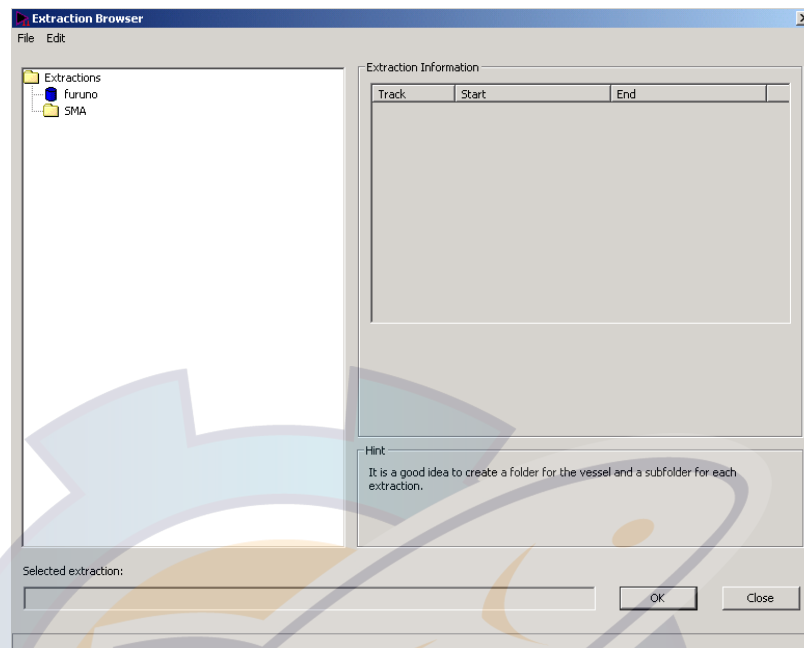 Extraction Browser
File Edit
Extractions
furuno
SMA
Extraction Information
Track Start End
Hint
It is a good idea to create a folder for the vessel and a subfolder for each
extraction.
Selected extraction:
OK Close